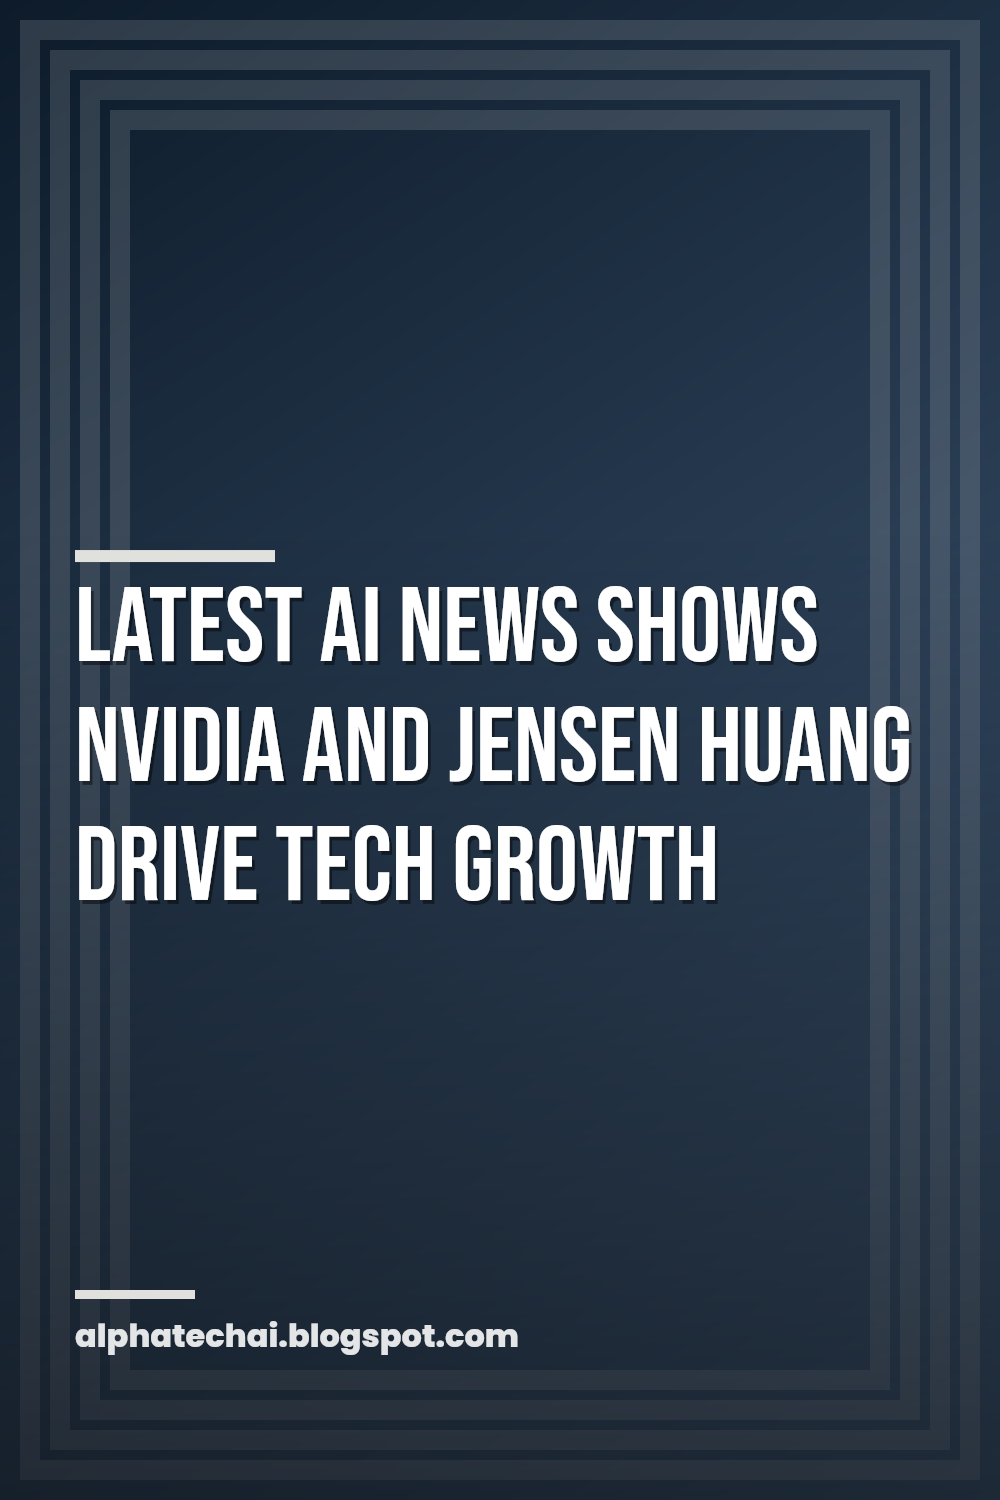 LATEST AI NEWS SHOWS
NVIDIA AND JENSEN HUANG
DRIVE TECH GROWTH
alphatechai.blogspot.com